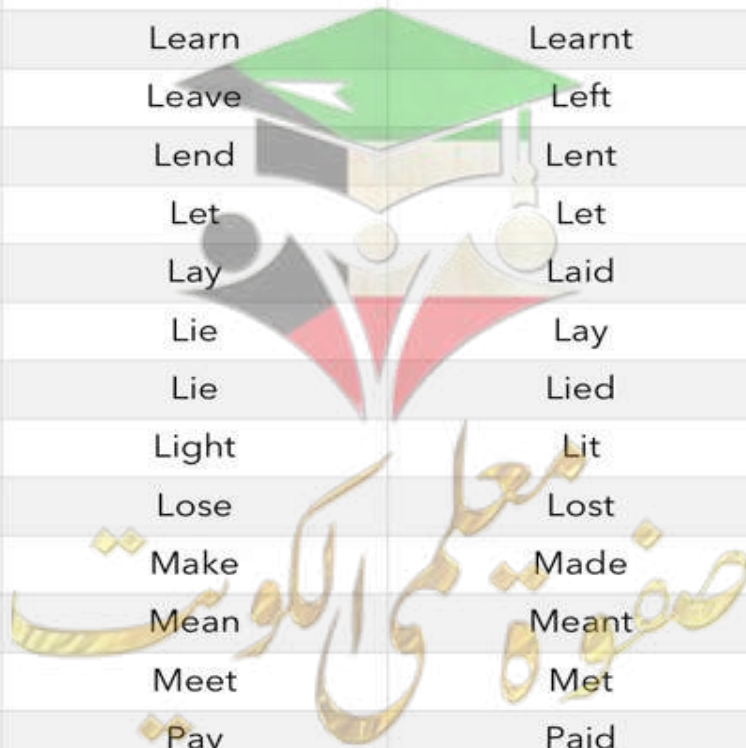 Learn Learnt
Leave Left
Lend Lent
Let Let
Lay Laid
Lie Lay
Lie Lied
Light Lit
Lose Lost
Make Made
Mean Meant
Meet Met
Pay Paid
صفوة معلمي الكويت